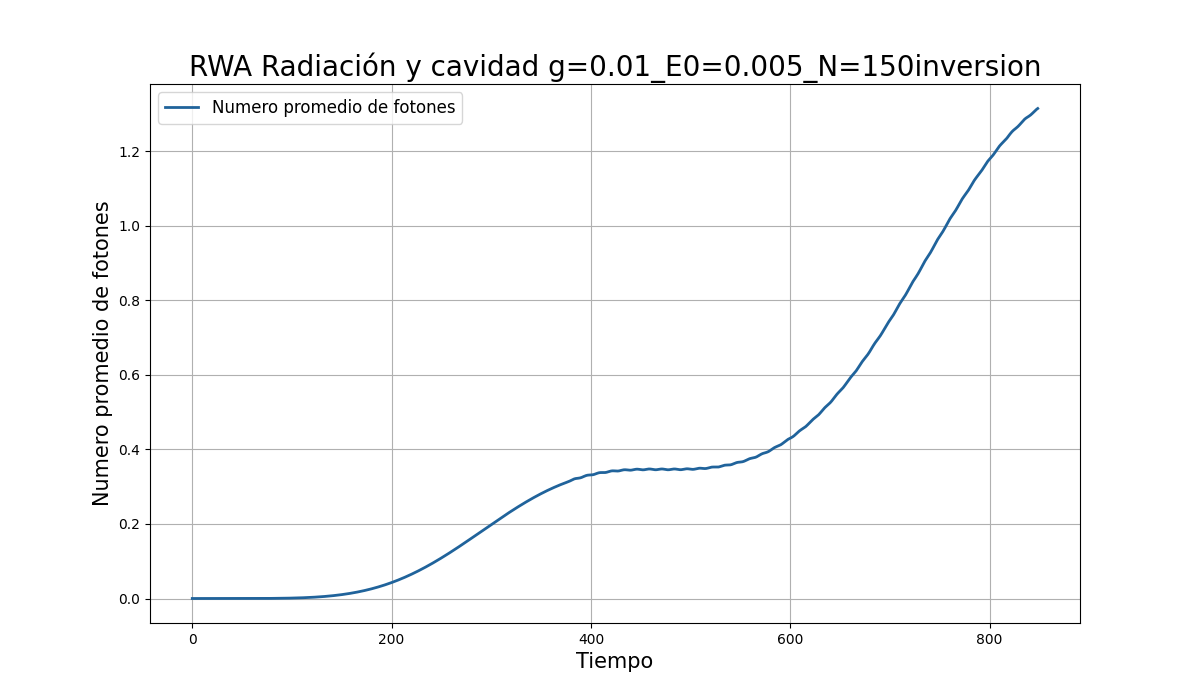 RWA Radiación y cavidad g=0.01_E0=0.005_N=150inversion
Numero promedio de fotones
Numero promedio de fotones
1.2
1.0
0.8
0.6
0.4
0.2
0.0
0 200 400 600 800
Tiempo